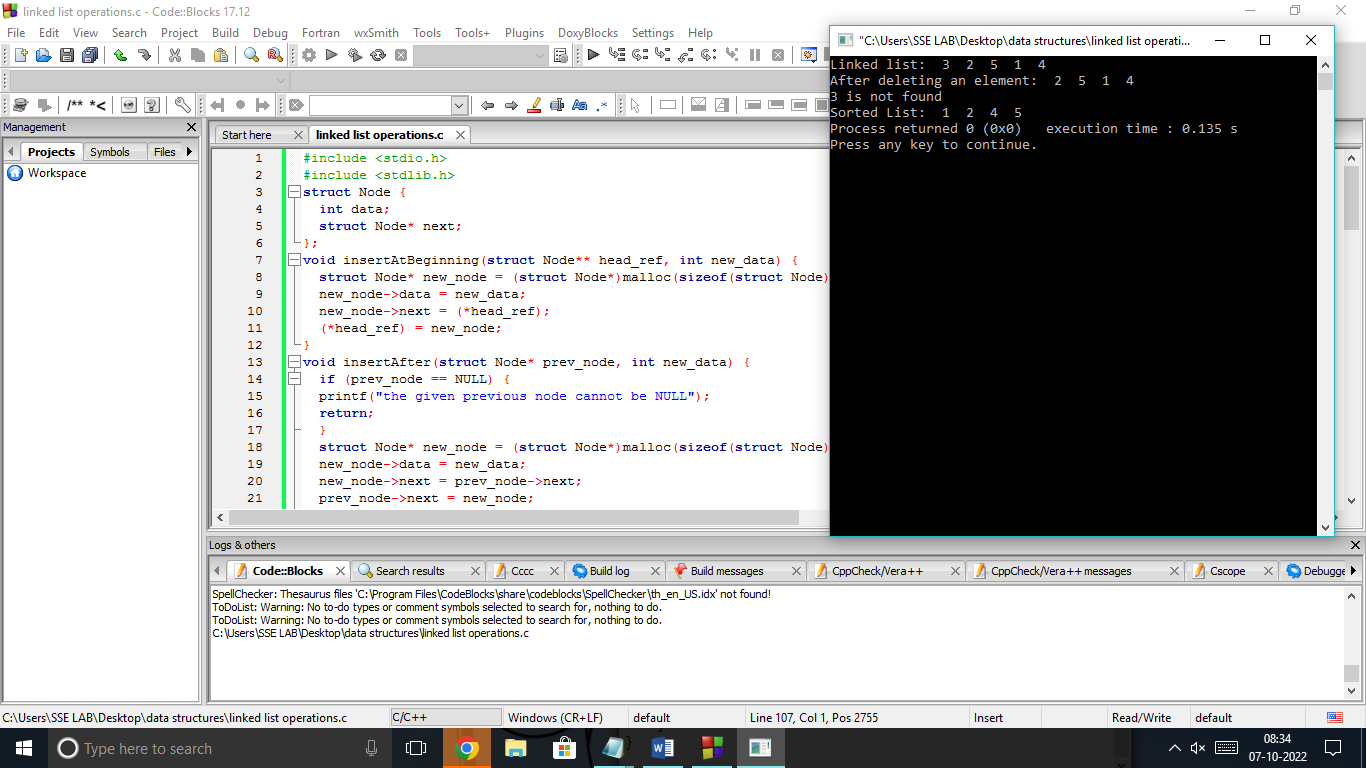 linked list operations.c - Code::Blocks 17.12
File Edit View Search Project Build Debug Fortran wxSmith Tools Tools+ Plugins DoxyBlocks Settings Help
/** *<
Aa .*
Management
Projects Symbols Files
Workspace
Start here linked list operations.c
1 #include <stdio.h>
2 #include <stdlib.h>
3 struct Node {
4 int data;
5 struct Node* next;
6 };
7 void insertAtBeginning(struct Node** head_ref, int new_data) {
8 struct Node* new_node = (struct Node*)malloc(sizeof(struct Node)
9 new_node->data = new_data;
10 new_node->next = (*head_ref);
11 (*head_ref) = new_node;
12 }
13 void insertAfter(struct Node* prev_node, int new_data) {
14 if (prev_node == NULL) {
15 printf("the given previous node cannot be NULL");
16 return;
17 }
18 struct Node* new_node = (struct Node*)malloc(sizeof(struct Node)
19 new_node->data = new_data;
20 new_node->next = prev_node->next;
21 prev_node->next = new_node;
"C:\Users\SSE LAB\Desktop\data structures\linked list operati...
Linked list:  3  2  5  1  4
After deleting an element:  2  5  1  4
3 is not found
Sorted List:  1  2  4  5
Process returned 0 (0x0)   execution time : 0.135 s
Press any key to continue.
Logs & others
Code::Blocks Search results Cccc Build log Build messages CppCheck/Vera++ CppCheck/Vera++ messages Cscope Debugge
SpellChecker: Thesaurus files 'C:\Program Files\CodeBlocks\share\codeblocks\SpellChecker\th_en_US.idx' not found!
ToDoList: Warning: No to-do types or comment symbols selected to search for, nothing to do.
ToDoList: Warning: No to-do types or comment symbols selected to search for, nothing to do.
C:\Users\SSE LAB\Desktop\data structures\linked list operations.c
C:\Users\SSE LAB\Desktop\data structures\linked list operations.c C/C++ Windows (CR+LF) default Line 107, Col 1, Pos 2755 Insert Read/Write default
Type here to search
08:34
07-10-2022